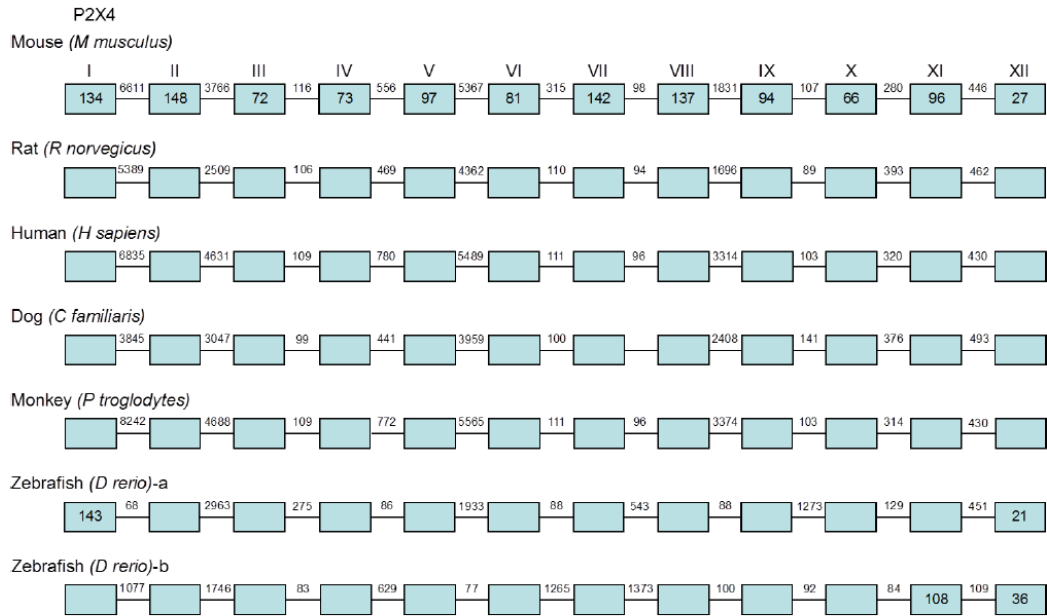 P2X4
Mouse (M musculus)
I II III IV V VI VII VIII IX X XI XII
6611 3766 116 556 5367 315 98 1831 107 280 446
134 148 72 73 97 81 142 137 94 66 96 27
Rat (R norvegicus)
5389 2509 106 469 4362 110 94 1696 89 393 462
Human (H sapiens)
6835 4631 109 780 5489 111 96 3314 103 320 430
Dog (C familiaris)
3845 3047 99 441 3959 100 2408 141 376 493
Monkey (P troglodytes)
8242 4688 109 772 5565 111 96 3374 103 314 430
Zebrafish (D rerio)-a
68 2963 275 86 1933 88 543 88 1273 129 451
143 21
Zebrafish (D rerio)-b
1077 1746 83 629 77 1265 1373 100 92 84 109
108 36